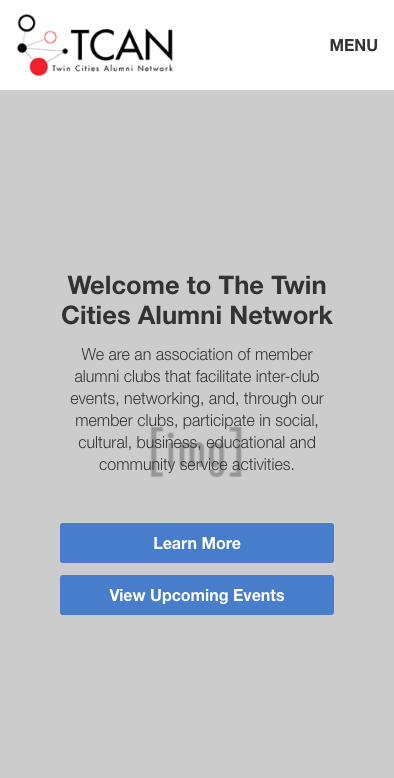 TCAN
Twin Cities Alumni Network
MENU
Welcome to The Twin
Cities Alumni Network
We are an association of member
alumni clubs that facilitate inter-club
events, networking, and, through our
member clubs, participate in social,
cultural, business, educational and
community service activities.
[img]
Learn More
View Upcoming Events